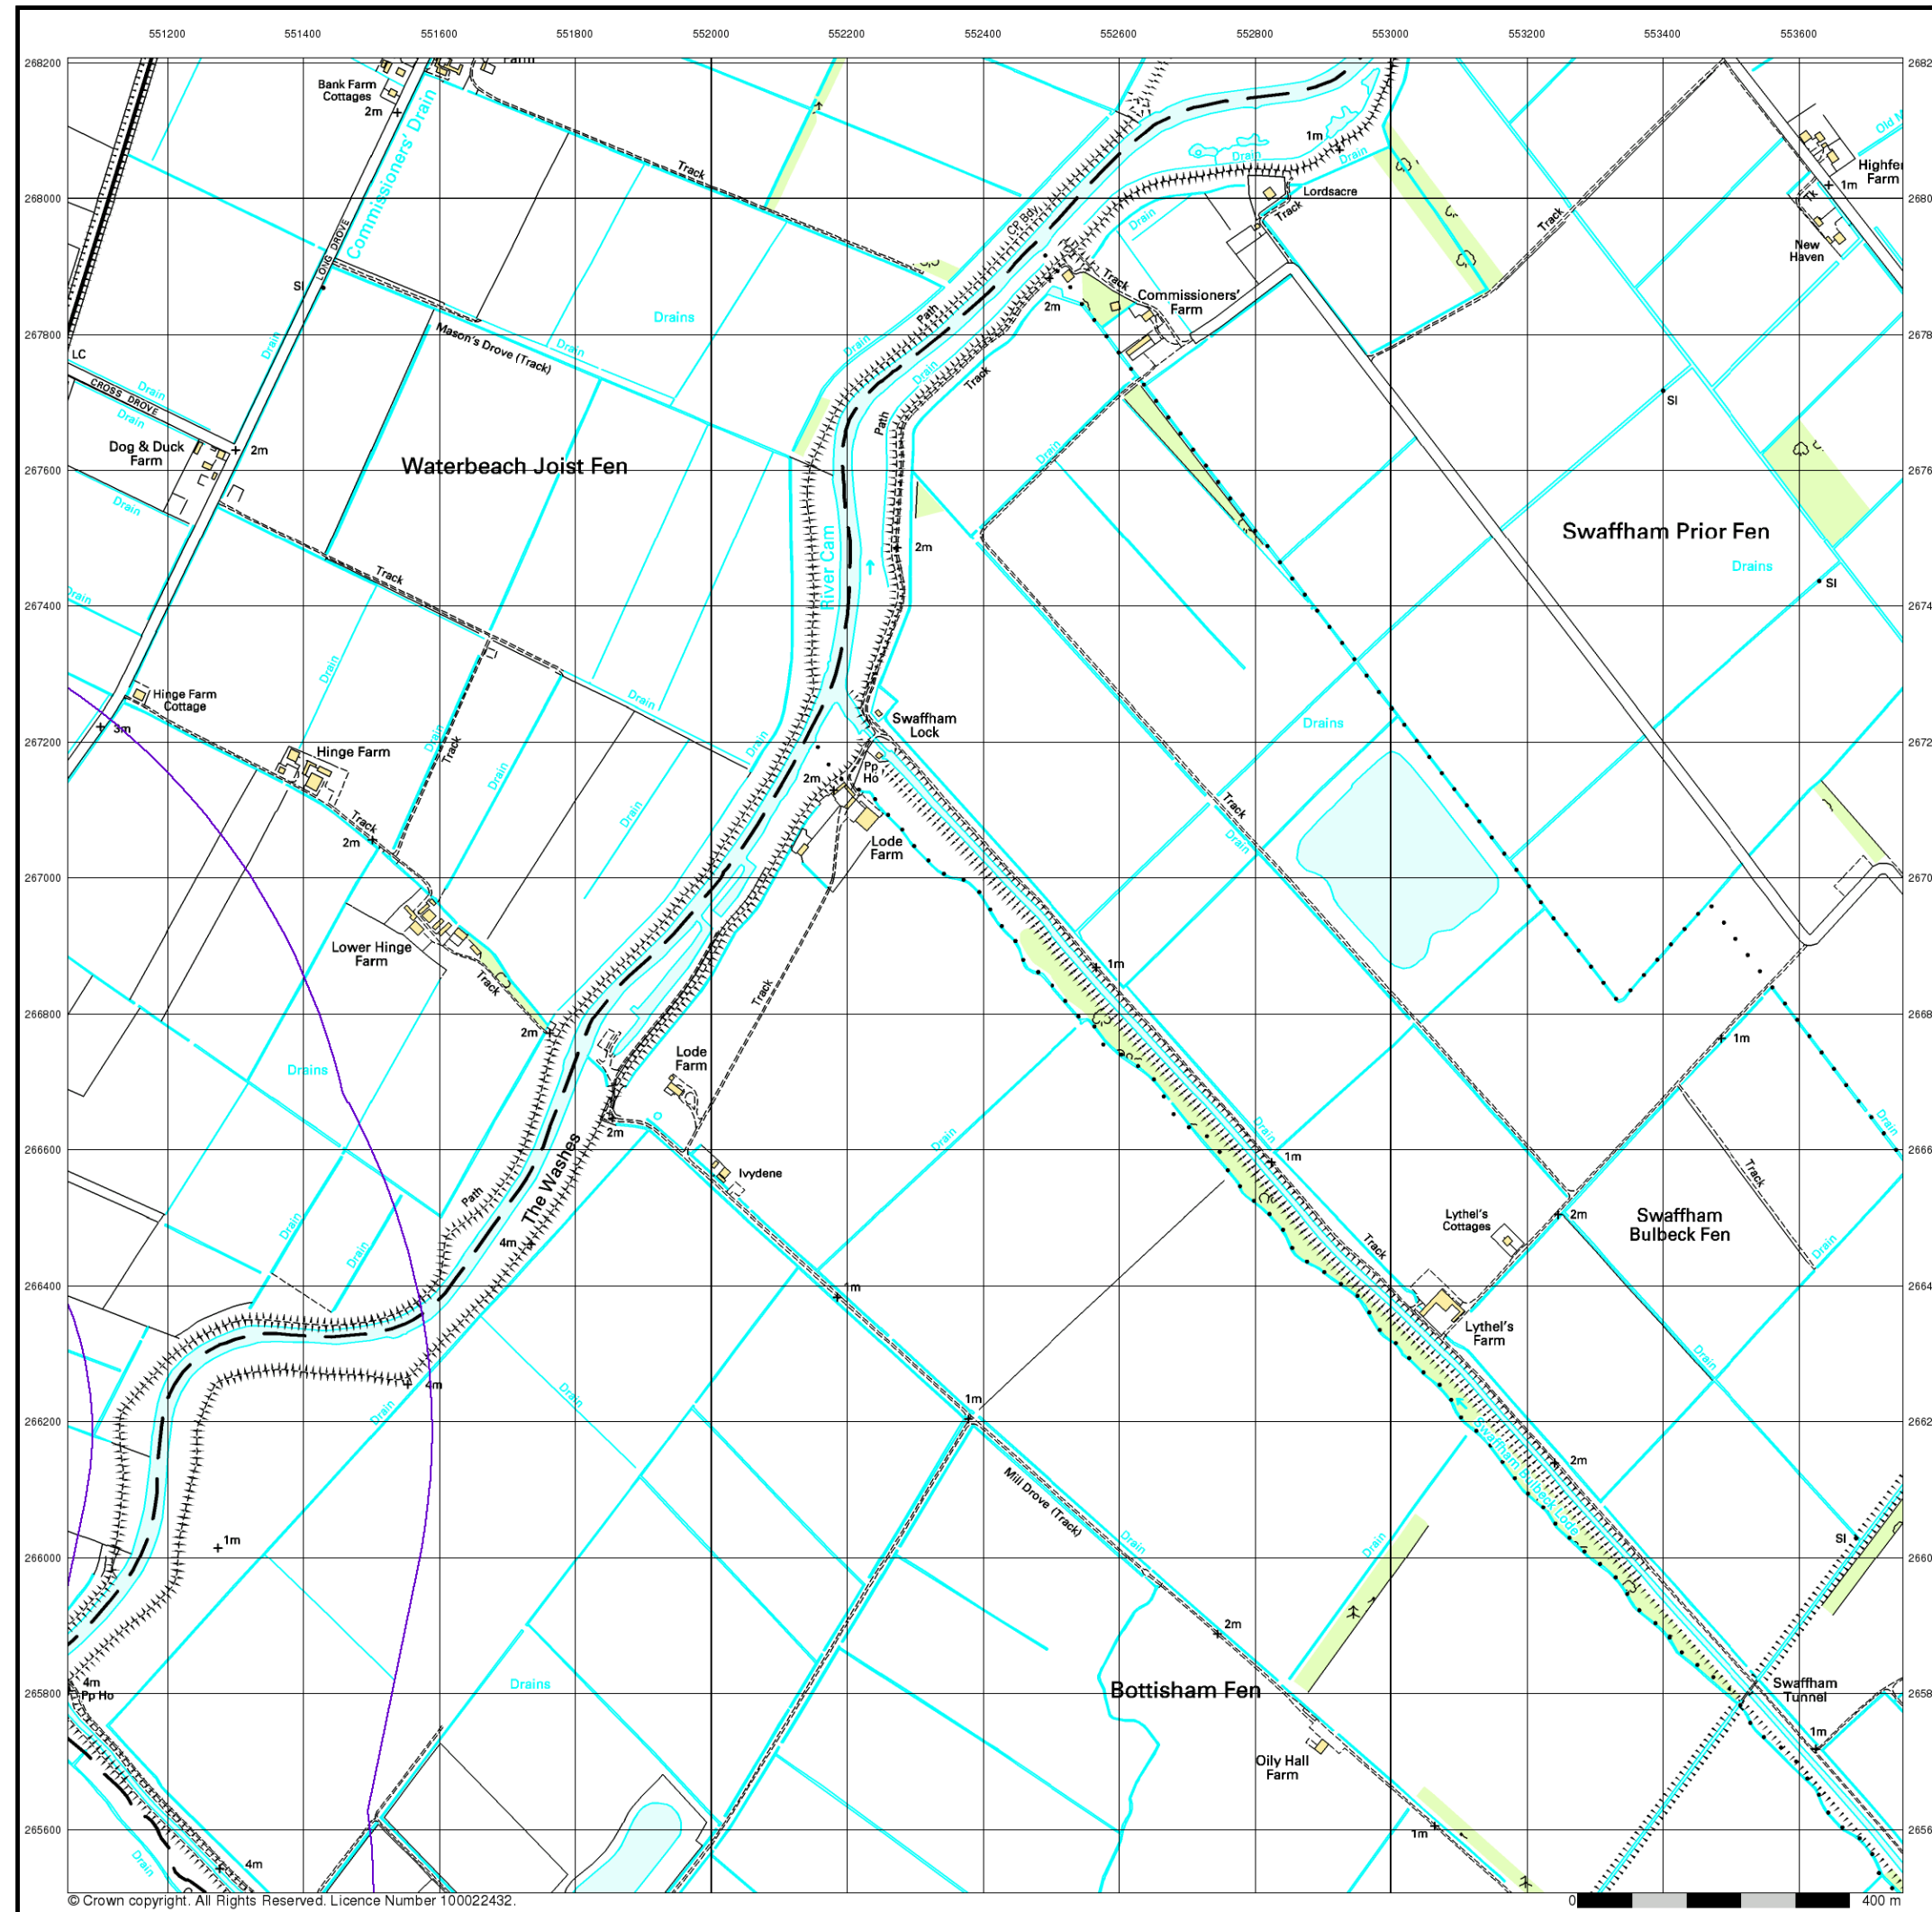 551200 551400 551600 551800 552000 552200 552400 552600 552800 553000 553200 553400 553600
268200
Bank Farm
Cottages
2m
Commissioners' Drain
Track
CP Bdy
1m
Drain
Drain
Lordsacre
Track
Drain
Track
Tk
1m
268000
LONG DROVE
SI
Mason's Drove (Track)
Drains
Drain
Drain
Path
Drain
2m
Track
Commissioners'
Farm
New
Haven
267800
LC
CROSS DROVE
Drain
Drain
Drain
Track
Path
SI
Dog & Duck
Farm
2m
Waterbeach Joist Fen
Drain
267600
Drain
Track
River Cam
2m
Swaffham Prior Fen
Drains
SI
267400
Drain
Drain
Hinge Farm
Cottage
3m
Drain
Swaffham
Lock
Drains
267200
Hinge Farm
Drain
Track
Drain
Drain
Drain
2m
Pp
Ho
Track
2m
Lode
Farm
Track
Drain
267000
Lower Hinge
Farm
Track
Track
1m
266800
2m
Drains
Lode
Farm
2m
Drain
Drain
1m
1m
Drain
266600
Ivydene
Path
The Washes
4m
Drain
Drain
Track
Lythel's
Cottages
2m
Swaffham
Bulbeck Fen
Track
Drain
266400
1m
Lythel's
Farm
Drain
4m
Drain
Drain
1m
266200
Mill Drove (Track)
Drain
Swaffham Bulbeck Lode
2m
Drain
SI
1m
266000
2m
4m
Pp Ho
Drains
Bottisham Fen
Swaffham
Tunnel
265800
1m
Oily Hall
Farm
265600
1m
Drain
4m
© Crown copyright. All Rights Reserved. Licence Number 100022432.
0 400 m